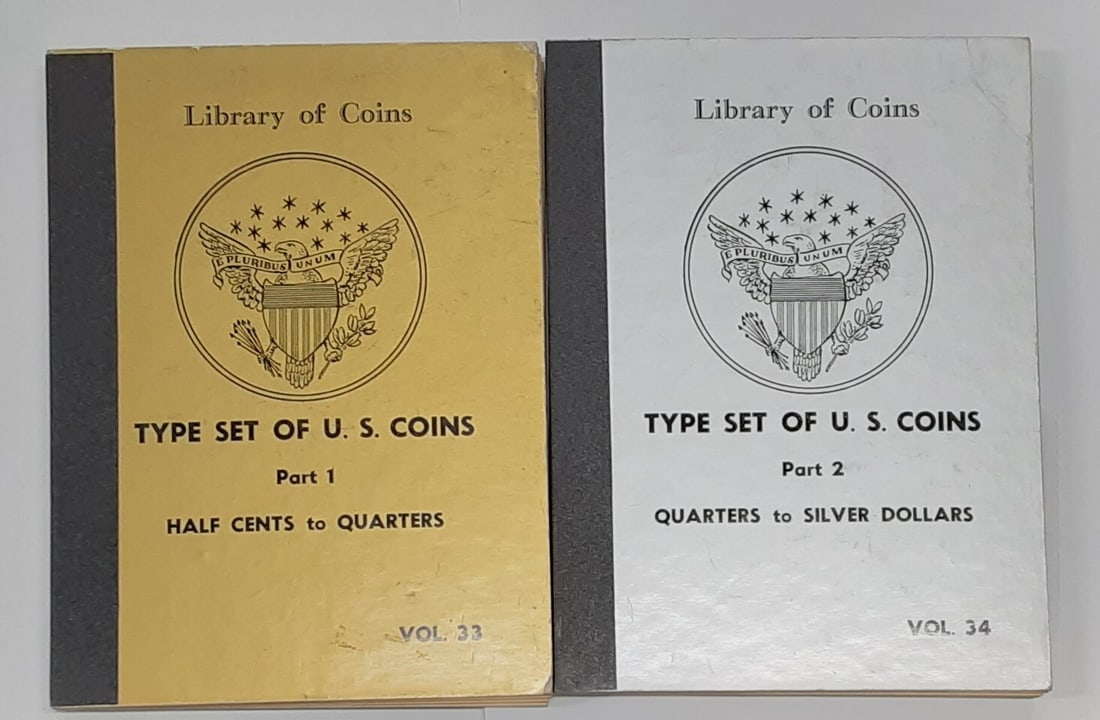 Library of Coins
E PLURIBUS UNUM
TYPE SET OF U. S. COINS
Part 1
HALF CENTS to QUARTERS
VOL. 33
Library of Coins
E PLURIBUS UNUM
TYPE SET OF U. S. COINS
Part 2
QUARTERS to SILVER DOLLARS
VOL. 34